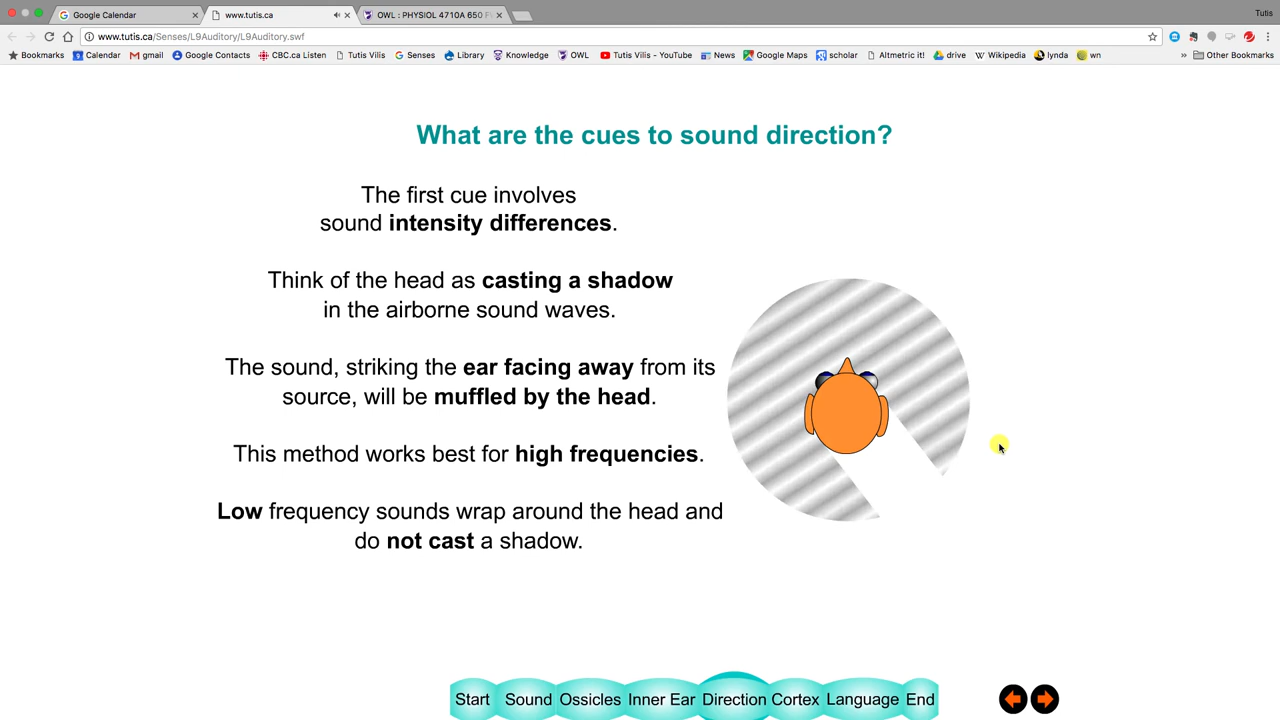 Google Calendar
www.tutis.ca
OWL : PHYSIOL 4710A 650 F
Tutis
www.tutis.ca/Senses/L9Auditory/L9Auditory.swf
Bookmarks
Calendar
gmail
Google Contacts
CBC.ca Listen
Tutis Vilis
Senses
Library
Knowledge
OWL
Tutis Vilis - YouTube
News
Google Maps
scholar
Altmetric it!
drive
Wikipedia
lynda
wn
»
Other Bookmarks
What are the cues to sound direction?
The first cue involves
sound intensity differences.
Think of the head as casting a shadow
in the airborne sound waves.
The sound, striking the ear facing away from its
source, will be muffled by the head.
This method works best for high frequencies.
Low frequency sounds wrap around the head and
do not cast a shadow.
Start Sound Ossicles Inner Ear Direction Cortex Language End